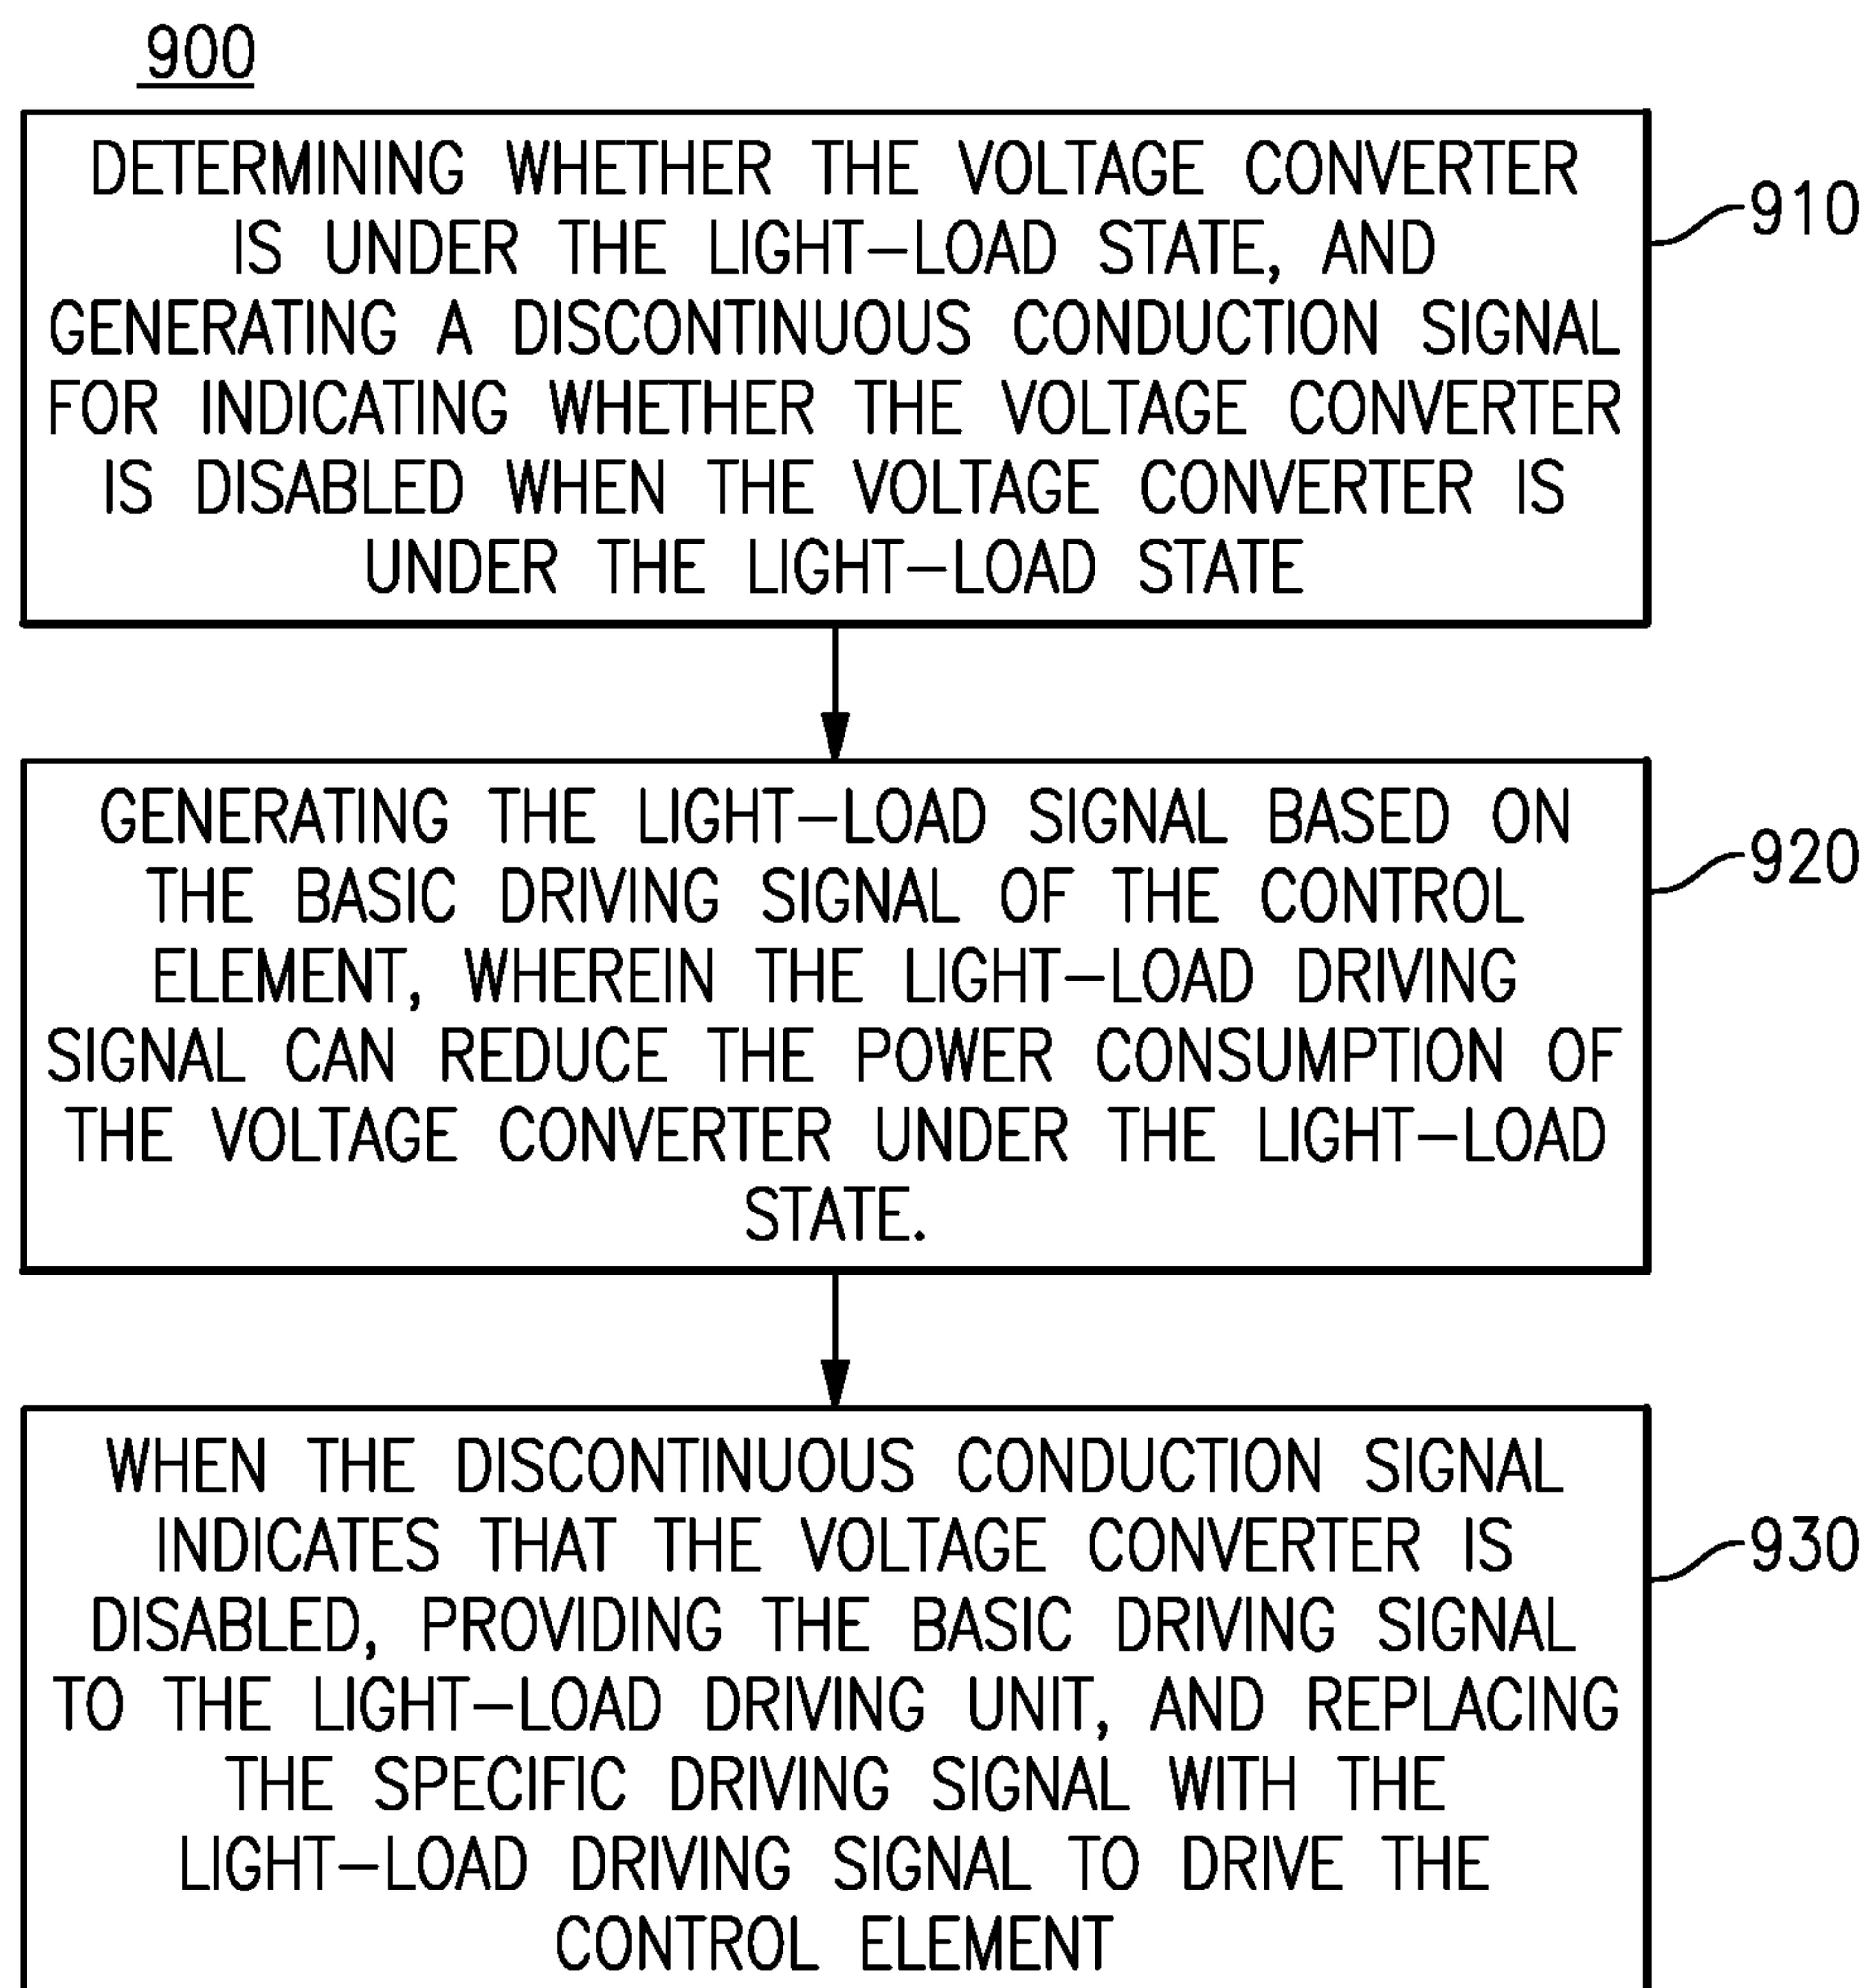 900
DETERMINING WHETHER THE VOLTAGE CONVERTER
IS UNDER THE LIGHT-LOAD STATE, AND
GENERATING A DISCONTINUOUS CONDUCTION SIGNAL
FOR INDICATING WHETHER THE VOLTAGE CONVERTER
IS DISABLED WHEN THE VOLTAGE CONVERTER IS
UNDER THE LIGHT-LOAD STATE
910
GENERATING THE LIGHT-LOAD SIGNAL BASED ON
THE BASIC DRIVING SIGNAL OF THE CONTROL
ELEMENT, WHEREIN THE LIGHT-LOAD DRIVING
SIGNAL CAN REDUCE THE POWER CONSUMPTION OF
THE VOLTAGE CONVERTER UNDER THE LIGHT-LOAD
STATE.
920
WHEN THE DISCONTINUOUS CONDUCTION SIGNAL
INDICATES THAT THE VOLTAGE CONVERTER IS
DISABLED, PROVIDING THE BASIC DRIVING SIGNAL
TO THE LIGHT-LOAD DRIVING UNIT, AND REPLACING
THE SPECIFIC DRIVING SIGNAL WITH THE
LIGHT-LOAD DRIVING SIGNAL TO DRIVE THE
CONTROL ELEMENT
930